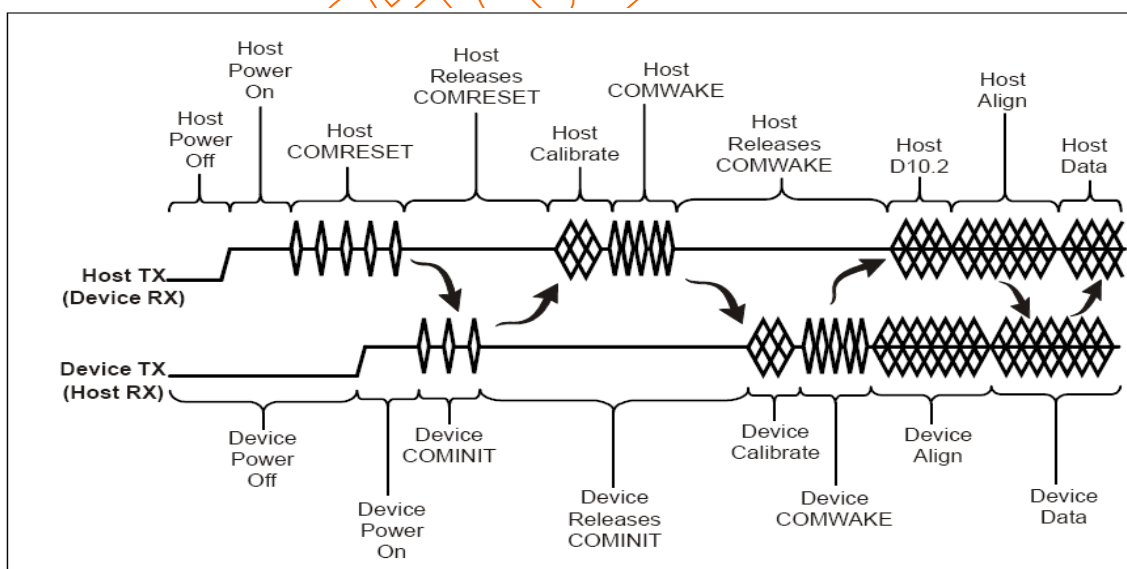 Host
Power
Off
Host
Power
On
Host
COMRESET
Host
Releases
COMRESET
Host
Calibrate
Host
COMWAKE
Host
Releases
COMWAKE
Host
D10.2
Host
Align
Host
Data
Host TX
(Device RX)
Device TX
(Host RX)
Device
Power
Off
Device
Power
On
Device
COMINIT
Device
Releases
COMINIT
Device
Calibrate
Device
COMWAKE
Device
Align
Device
Data